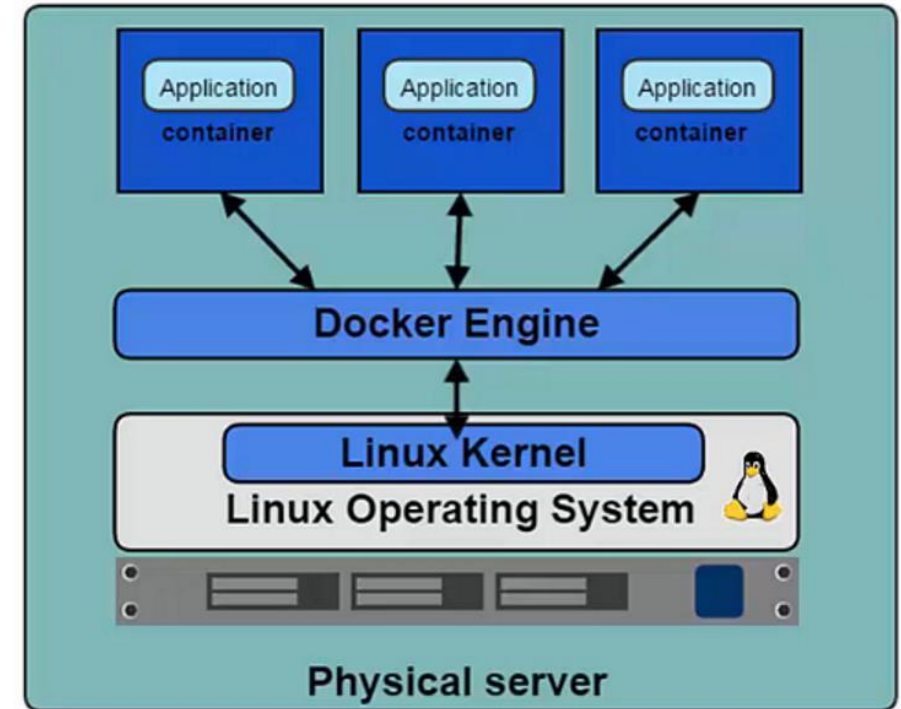 Application
container
Application
container
Application
container
Docker Engine
Linux Kernel
Linux Operating System
Physical server